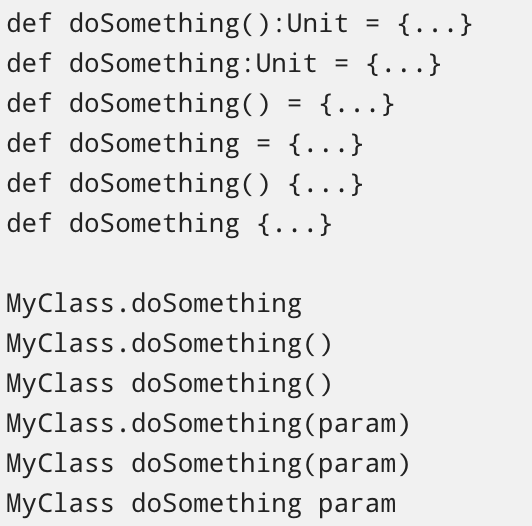 def doSomething():Unit = {...}
def doSomething:Unit = {...}
def doSomething() = {...}
def doSomething = {...}
def doSomething() {...}
def doSomething {...}
MyClass.doSomething
MyClass.doSomething()
MyClass doSomething()
MyClass.doSomething(param)
MyClass doSomething(param)
MyClass doSomething param